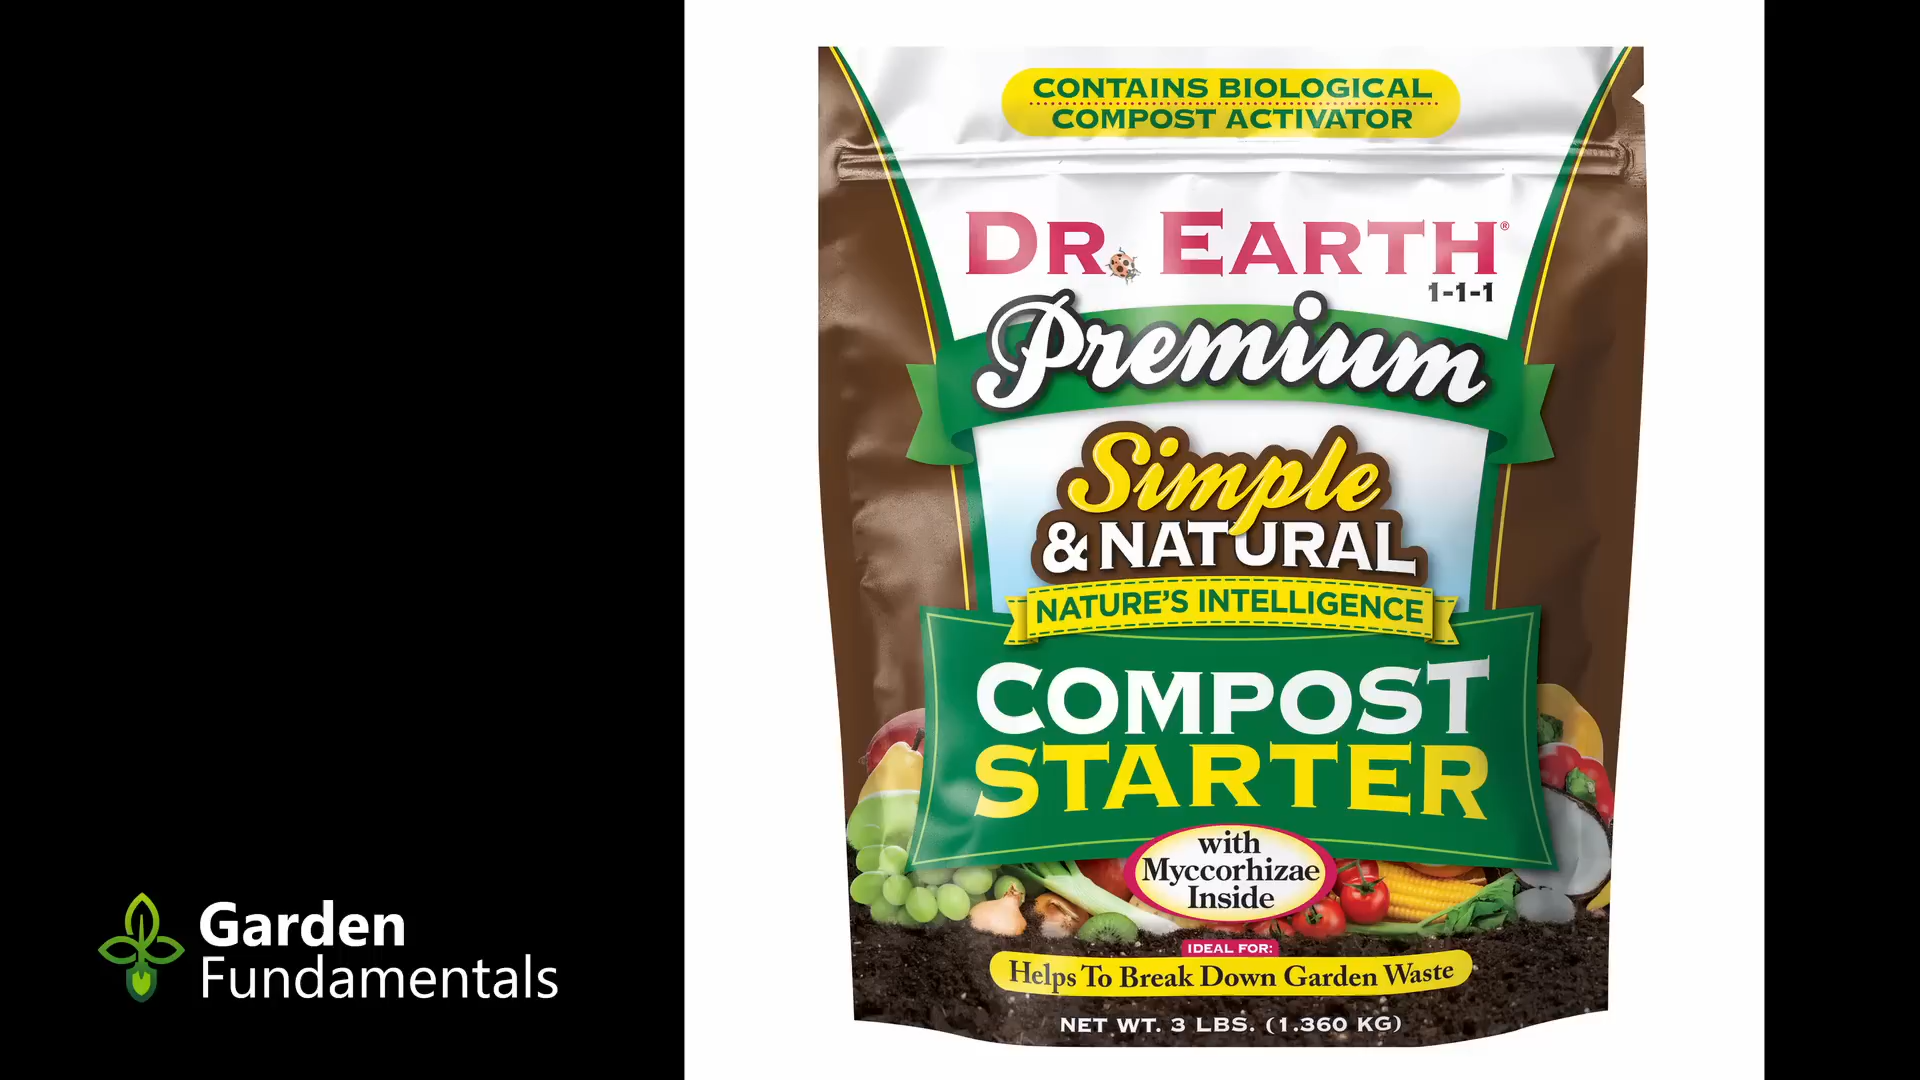 CONTAINS BIOLOGICAL
COMPOST ACTIVATOR
DR. EARTH®
1-1-1
Premium
Simple
& NATURAL
NATURE'S INTELLIGENCE
COMPOST
STARTER
with
Myccorhizae
Inside
IDEAL FOR:
Helps To Break Down Garden Waste
NET WT. 3 LBS. (1.360 KG)
Garden
Fundamentals